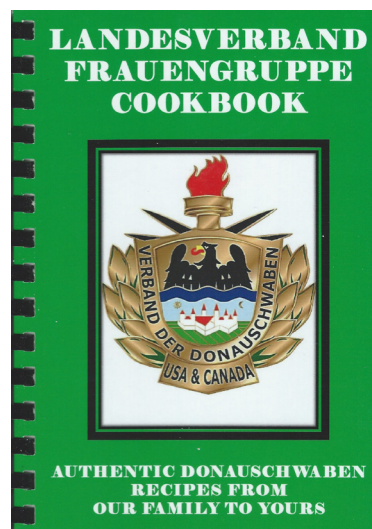 LANDESVERBAND
FRAUENGRUPPE
COOKBOOK
VERBAND DER DONAUSCHWABEN
USA & CANADA
AUTHENTIC DONAUSCHWABEN
RECIPES FROM
OUR FAMILY TO YOURS